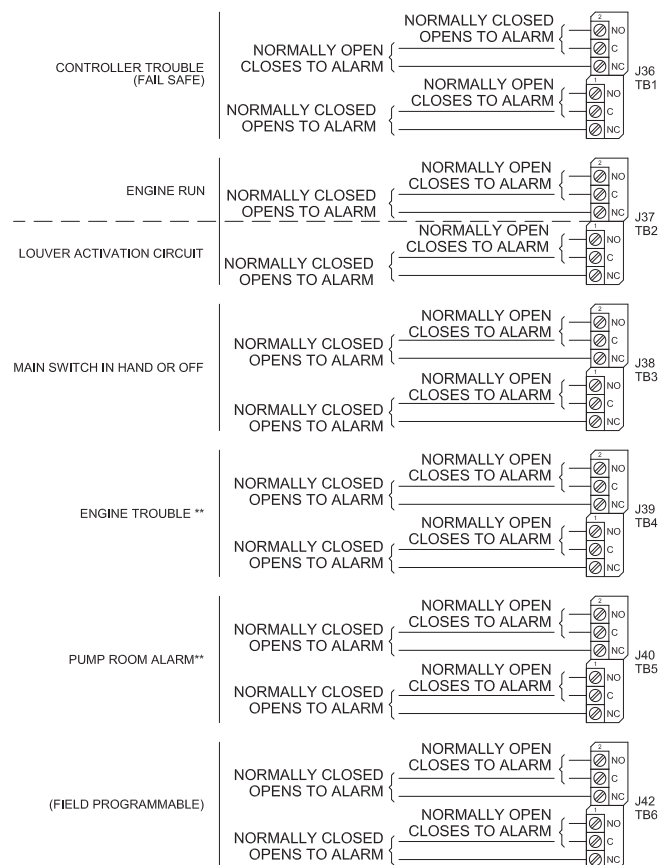 CONTROLLER TROUBLE
(FAIL SAFE)
NORMALLY CLOSED
OPENS TO ALARM
NORMALLY OPEN
CLOSES TO ALARM
2
NO
C
NC
NORMALLY OPEN
CLOSES TO ALARM
NORMALLY CLOSED
OPENS TO ALARM
1
NO
C
NC
J36
TB1
ENGINE RUN
NORMALLY OPEN
CLOSES TO ALARM
NORMALLY CLOSED
OPENS TO ALARM
2
NO
C
NC
J37
TB2
LOUVER ACTIVATION CIRCUIT
NORMALLY OPEN
CLOSES TO ALARM
NORMALLY CLOSED
OPENS TO ALARM
1
NO
C
NC
MAIN SWITCH IN HAND OR OFF
NORMALLY OPEN
CLOSES TO ALARM
NORMALLY CLOSED
OPENS TO ALARM
2
NO
C
NC
NORMALLY OPEN
CLOSES TO ALARM
NORMALLY CLOSED
OPENS TO ALARM
1
NO
C
NC
J38
TB3
ENGINE TROUBLE **
NORMALLY OPEN
CLOSES TO ALARM
NORMALLY CLOSED
OPENS TO ALARM
2
NO
C
NC
NORMALLY OPEN
CLOSES TO ALARM
NORMALLY CLOSED
OPENS TO ALARM
1
NO
C
NC
J39
TB4
PUMP ROOM ALARM**
NORMALLY OPEN
CLOSES TO ALARM
NORMALLY CLOSED
OPENS TO ALARM
2
NO
C
NC
NORMALLY OPEN
CLOSES TO ALARM
NORMALLY CLOSED
OPENS TO ALARM
1
NO
C
NC
J40
TB5
(FIELD PROGRAMMABLE)
NORMALLY OPEN
CLOSES TO ALARM
NORMALLY CLOSED
OPENS TO ALARM
2
NO
C
NC
NORMALLY OPEN
CLOSES TO ALARM
NORMALLY CLOSED
OPENS TO ALARM
1
NO
C
NC
J42
TB6